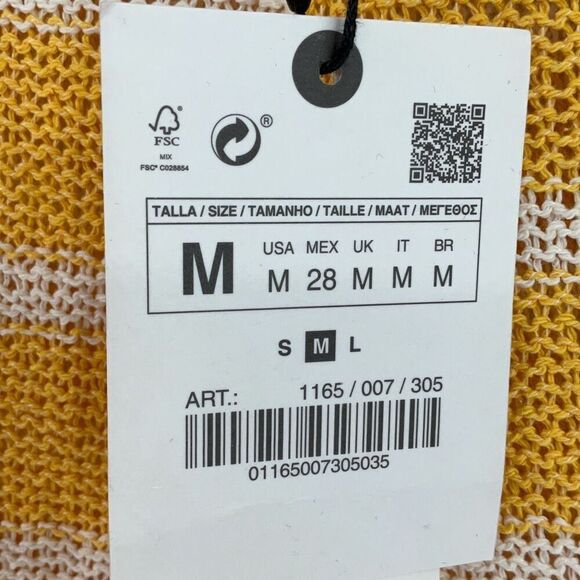 FSC
MIX
FSC® C028854
®
TALLA / SIZE / TAMANHO / TAILLE / MAAT / ΜΕΓΕΘΟΣ
M
USA MEX UK IT BR
M 28 M M M
S M L
ART.: 1165 / 007 / 305
01165007305035